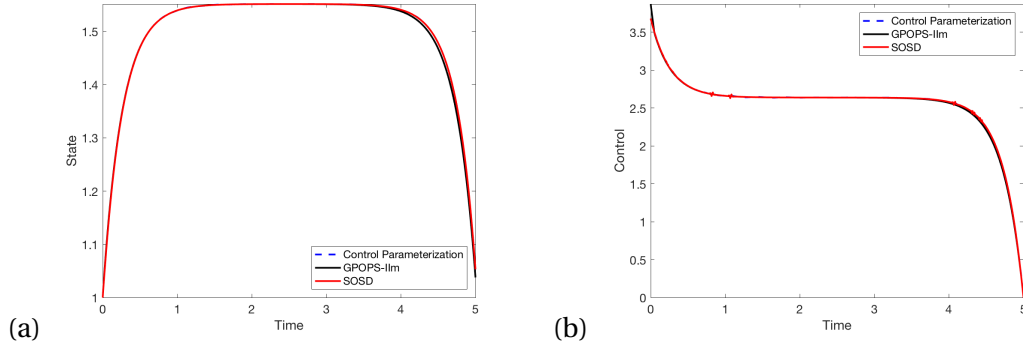 1.5
1.4
1.3
1.2
1.1
1
State
0 1 2 3 4 5
Time
Control Parameterization
GPOPS-IIm
SOSD
(a)
3.5
3
2.5
2
1.5
1
0.5
0
Control
0 1 2 3 4 5
Time
Control Parameterization
GPOPS-IIm
SOSD
(b)